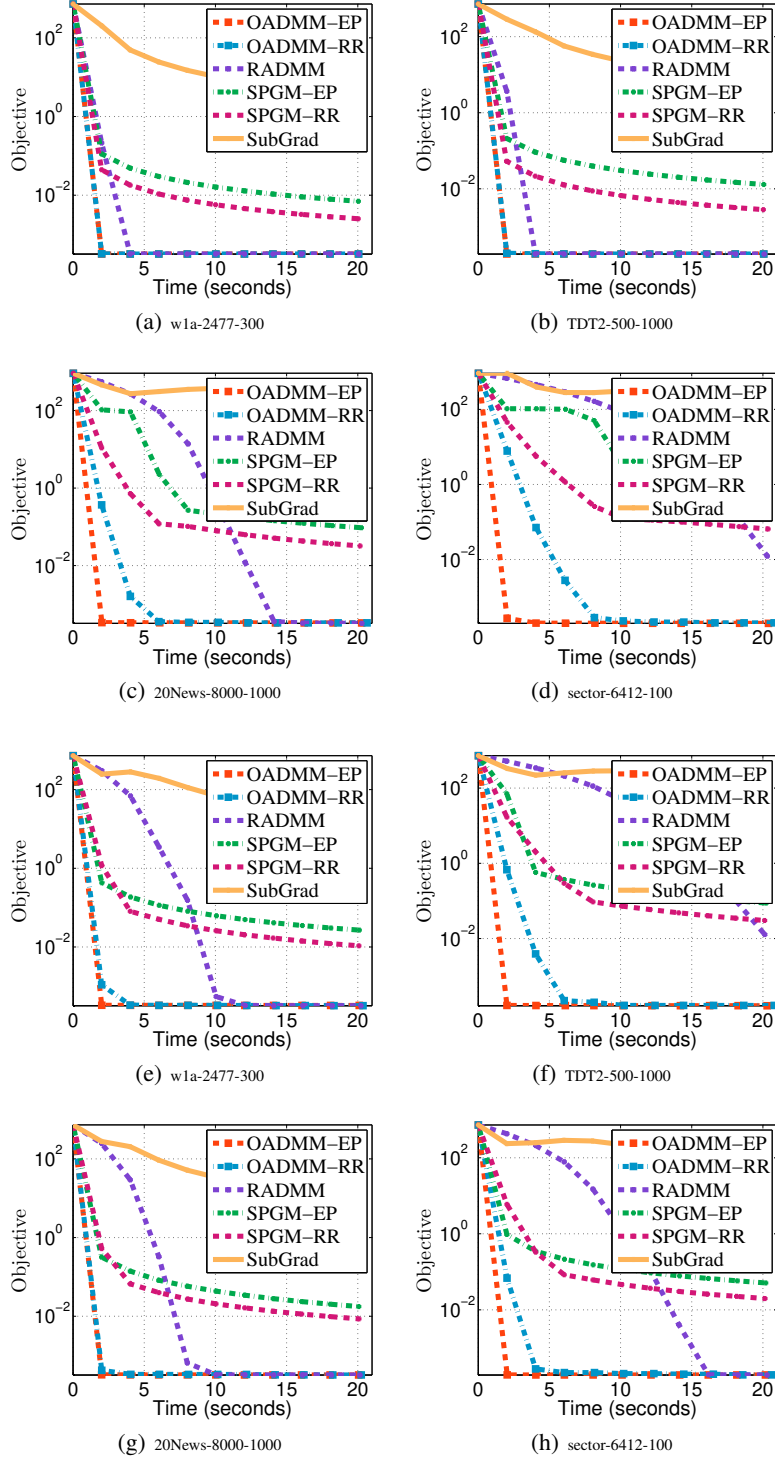 Objective
10^2
10^0
10^-2
OADMM-EP
OADMM-RR
RADMM
SPGM-EP
SPGM-RR
SubGrad
0 5 10 15 20
Time (seconds)
(a) w1a-2477-300
Objective
10^2
10^0
10^-2
OADMM-EP
OADMM-RR
RADMM
SPGM-EP
SPGM-RR
SubGrad
0 5 10 15 20
Time (seconds)
(b) TDT2-500-1000
Objective
10^2
10^0
10^-2
OADMM-EP
OADMM-RR
RADMM
SPGM-EP
SPGM-RR
SubGrad
0 5 10 15 20
Time (seconds)
(c) 20News-8000-1000
Objective
10^2
10^0
10^-2
OADMM-EP
OADMM-RR
RADMM
SPGM-EP
SPGM-RR
SubGrad
0 5 10 15 20
Time (seconds)
(d) sector-6412-100
Objective
10^2
10^0
10^-2
OADMM-EP
OADMM-RR
RADMM
SPGM-EP
SPGM-RR
SubGrad
0 5 10 15 20
Time (seconds)
(e) w1a-2477-300
Objective
10^2
10^0
10^-2
OADMM-EP
OADMM-RR
RADMM
SPGM-EP
SPGM-RR
SubGrad
0 5 10 15 20
Time (seconds)
(f) TDT2-500-1000
Objective
10^2
10^0
10^-2
OADMM-EP
OADMM-RR
RADMM
SPGM-EP
SPGM-RR
SubGrad
0 5 10 15 20
Time (seconds)
(g) 20News-8000-1000
Objective
10^2
10^0
10^-2
OADMM-EP
OADMM-RR
RADMM
SPGM-EP
SPGM-RR
SubGrad
0 5 10 15 20
Time (seconds)
(h) sector-6412-100